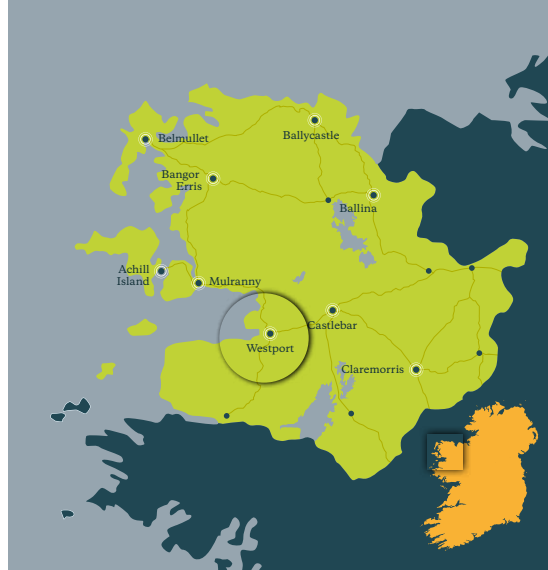 Ballycastle
Belmullet
Bangor
Erris
Ballina
Achill
Island
Mulranny
Castlebar
Westport
Claremorris